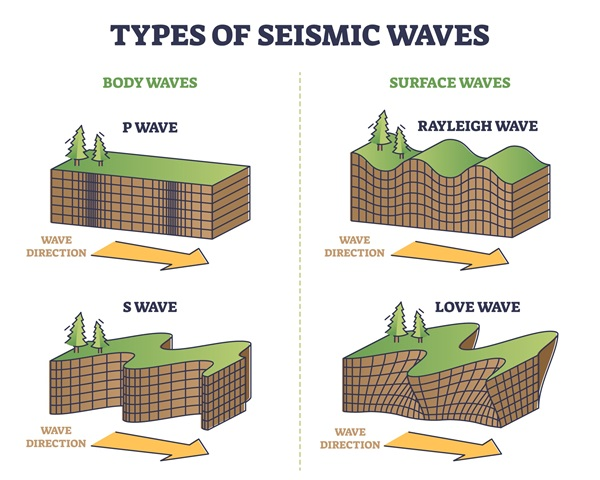 TYPES OF SEISMIC WAVES
BODY WAVES
P WAVE
WAVE
DIRECTION
S WAVE
WAVE
DIRECTION
SURFACE WAVES
RAYLEIGH WAVE
WAVE
DIRECTION
LOVE WAVE
WAVE
DIRECTION